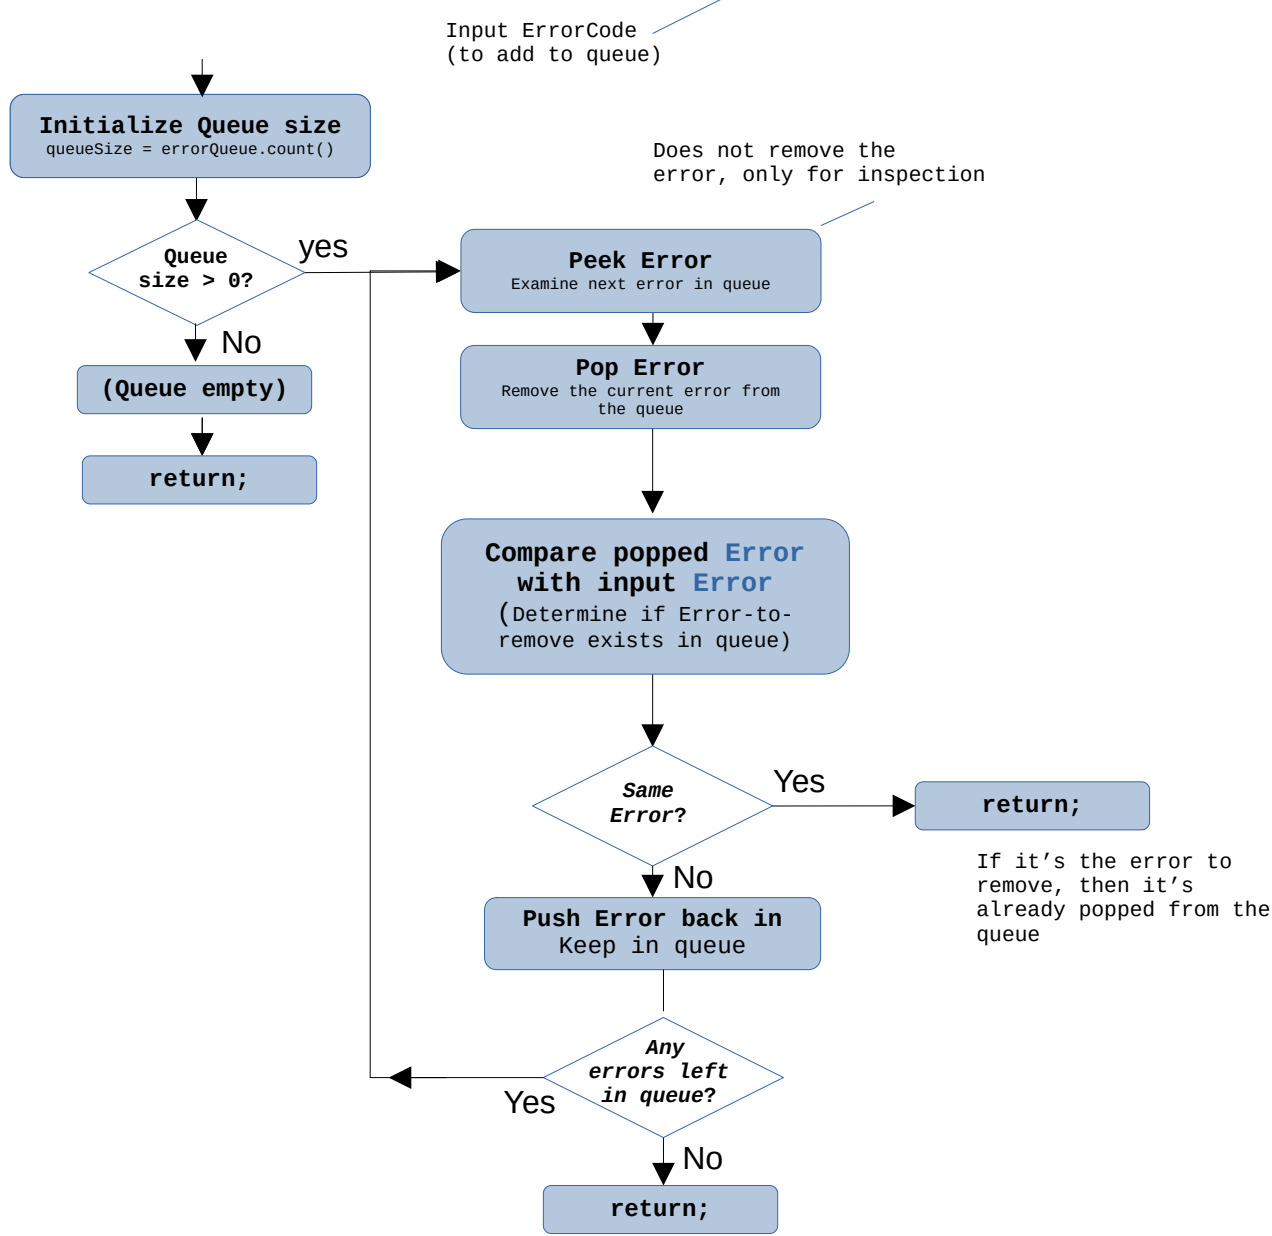 Input ErrorCode
(to add to queue)
Initialize Queue size
queueSize = errorQueue.count()
Does not remove the
error, only for inspection
Queue
size > 0?
yes
Peek Error
Examine next error in queue
No
(Queue empty)
return;
Pop Error
Remove the current error from
the queue
Compare popped Error
with input Error
(Determine if Error-to-
remove exists in queue)
Same
Error?
Yes
return;
If it’s the error to
remove, then it’s
already popped from the
queue
No
Push Error back in
Keep in queue
Any
errors left
in queue?
Yes
No
return;